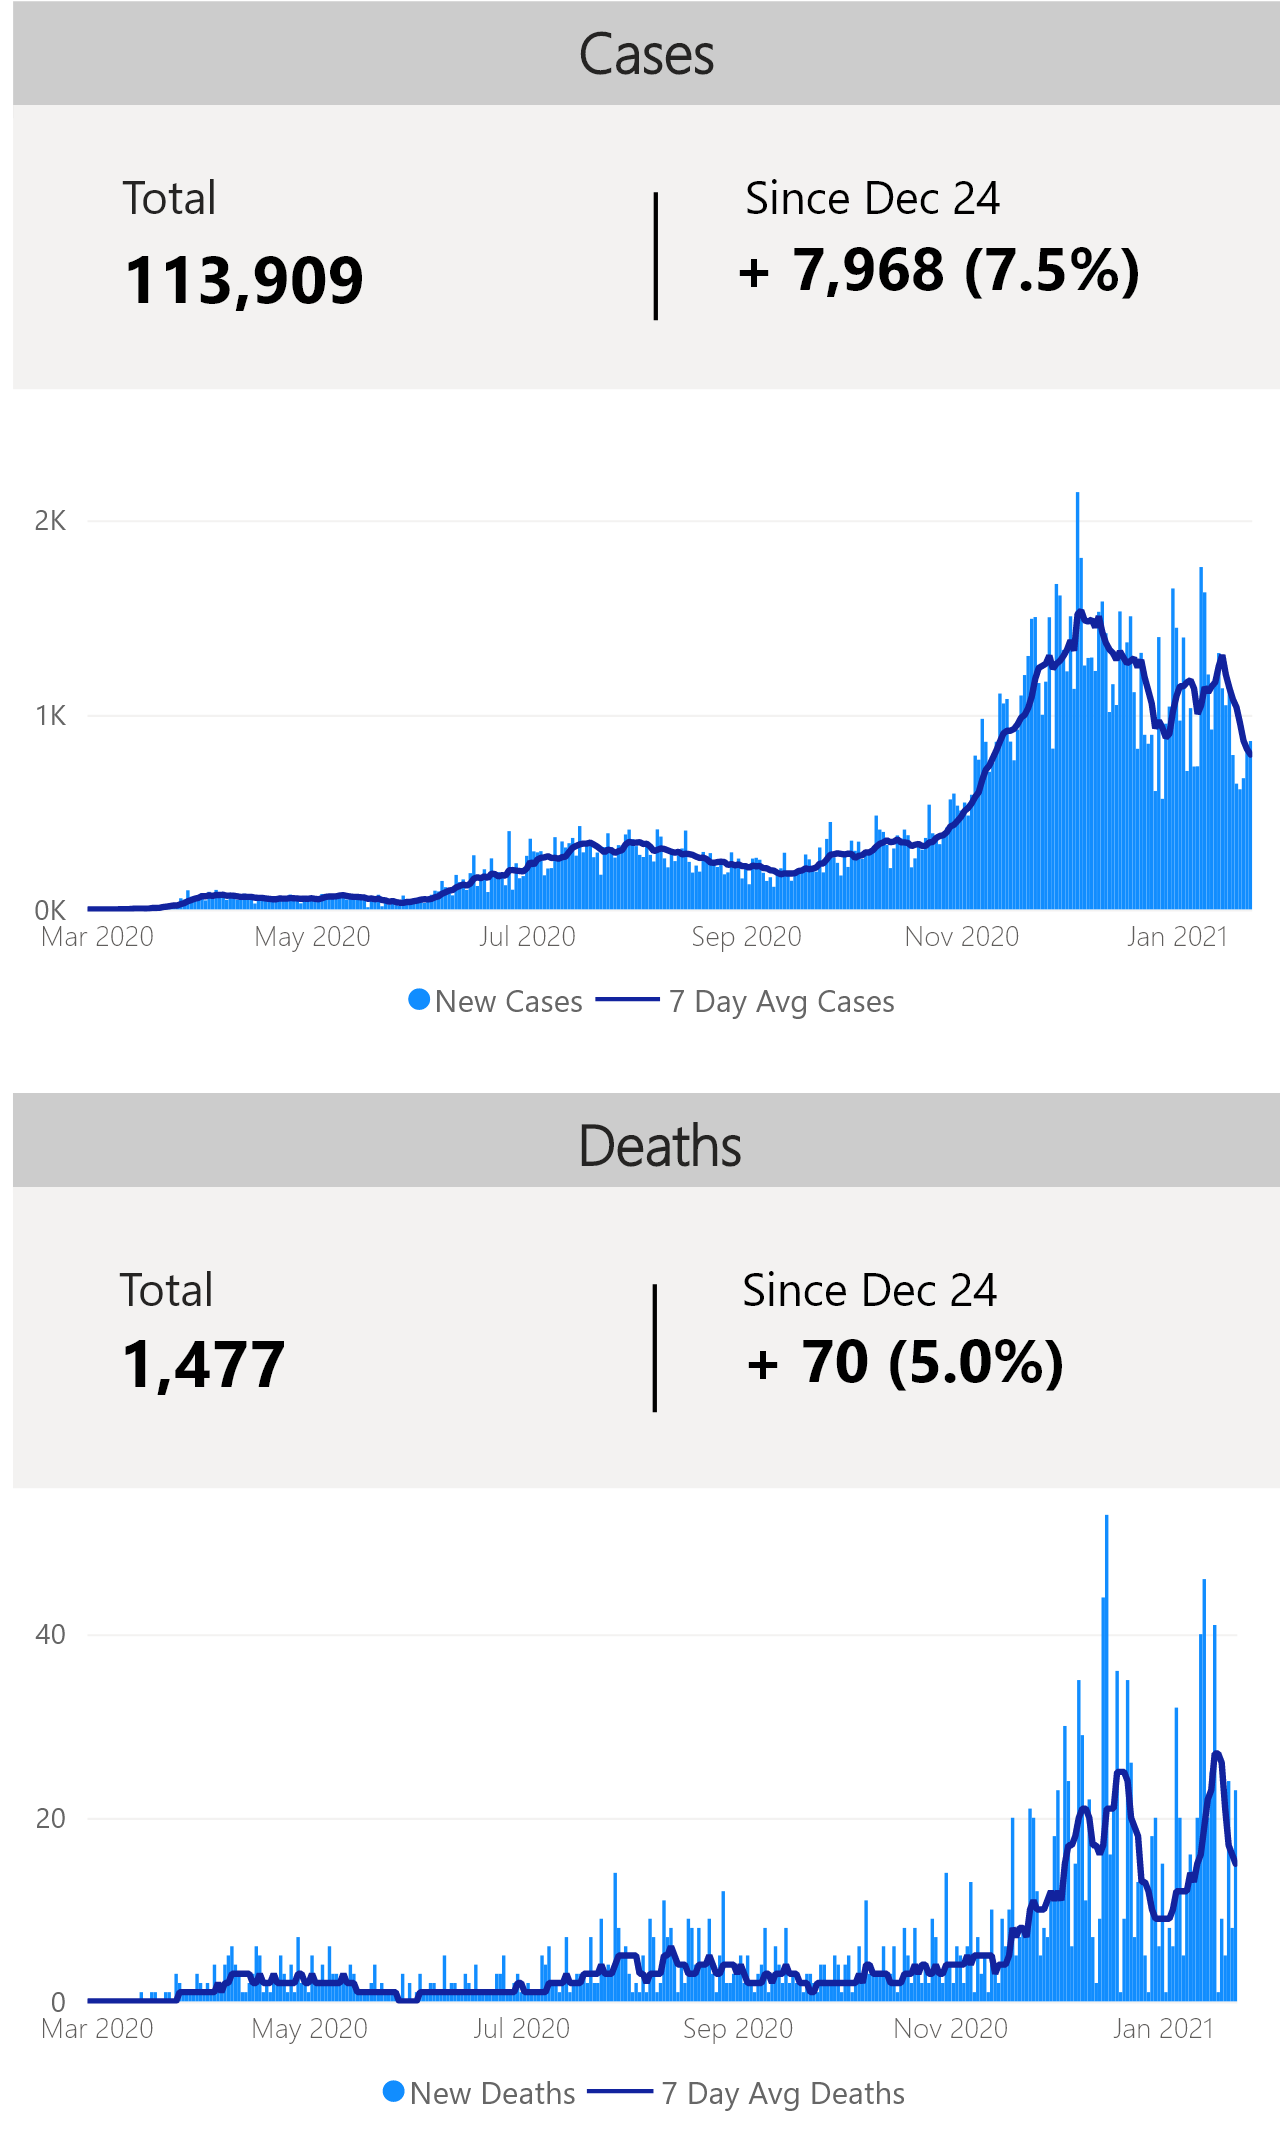 Cases
Total
Since Dec 24
113,909
+ 7,968 (7.5%)
2K
1K
0K
Mar 2020 May 2020 Jul 2020 Sep 2020 Nov 2020 Jan 2021
New Cases 7 Day Avg Cases
Deaths
Total
Since Dec 24
1,477
+ 70 (5.0%)
40
20
0
Mar 2020 May 2020 Jul 2020 Sep 2020 Nov 2020 Jan 2021
New Deaths 7 Day Avg Deaths